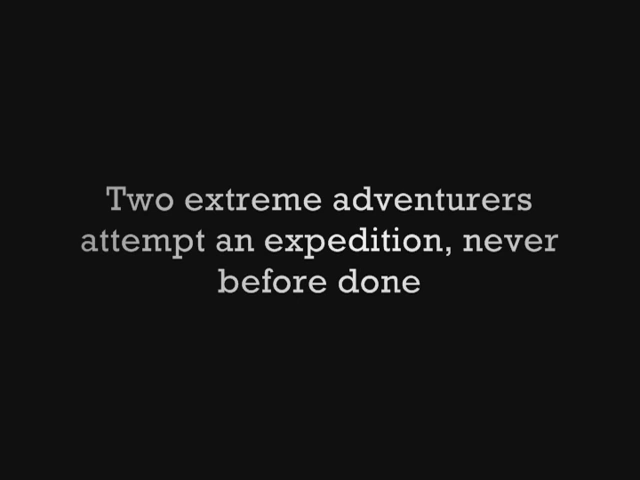 Two extreme adventurers
attempt an expedition, never
before done